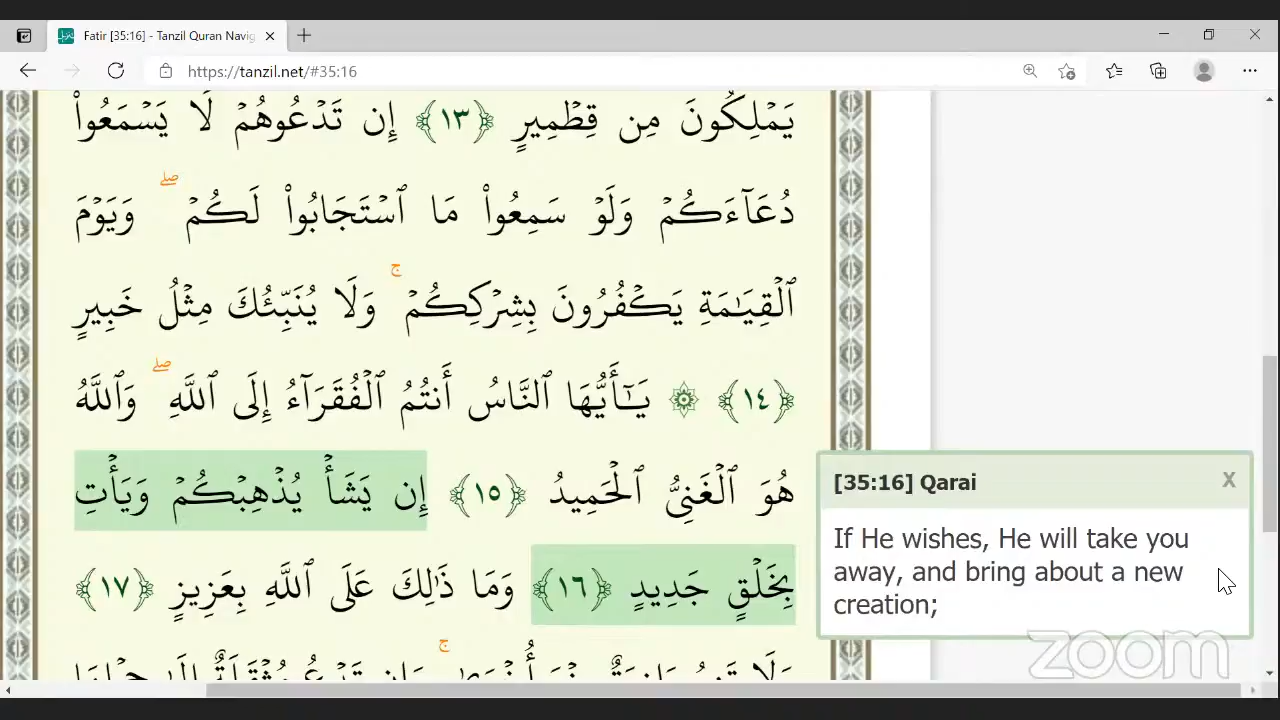 Fatir [35:16] - Tanzil Quran Navig
https://tanzil.net/#35:16
يَمْلِكُونَ مِن قِطْمِيرٍ ﴿١٣﴾ إِن تَدْعُوهُمْ لَا يَسْمَعُوا۟
دُعَآءَكُمْ وَلَوْ سَمِعُوا۟ مَا ٱسْتَجَابُوا۟ لَكُمْ ۖ وَيَوْمَ
ٱلْقِيَـٰمَةِ يَكْفُرُونَ بِشِرْكِكُمْ ۚ وَلَا يُنَبِّئُكَ مِثْلُ خَبِيرٍ
﴿١٤﴾ ۞ يَـٰٓأَيُّهَا ٱلنَّاسُ أَنتُمُ ٱلْفُقَرَآءُ إِلَى ٱللَّهِ ۖ وَٱللَّهُ
هُوَ ٱلْغَنِىُّ ٱلْحَمِيدُ ﴿١٥﴾ إِن يَشَأْ يُذْهِبْكُمْ وَيَأْتِ
بِخَلْقٍ جَدِيدٍ ﴿١٦﴾ وَمَا ذَٰلِكَ عَلَى ٱللَّهِ بِعَزِيزٍ ﴿١٧﴾
[35:16] Qarai
X
If He wishes, He will take you
away, and bring about a new
creation;
zoom